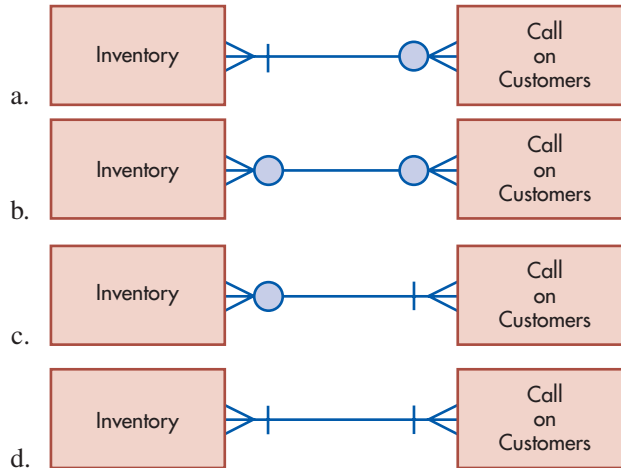 Inventory
Call
on
Customers
a.
Inventory
Call
on
Customers
b.
Inventory
Call
on
Customers
c.
Inventory
Call
on
Customers
d.